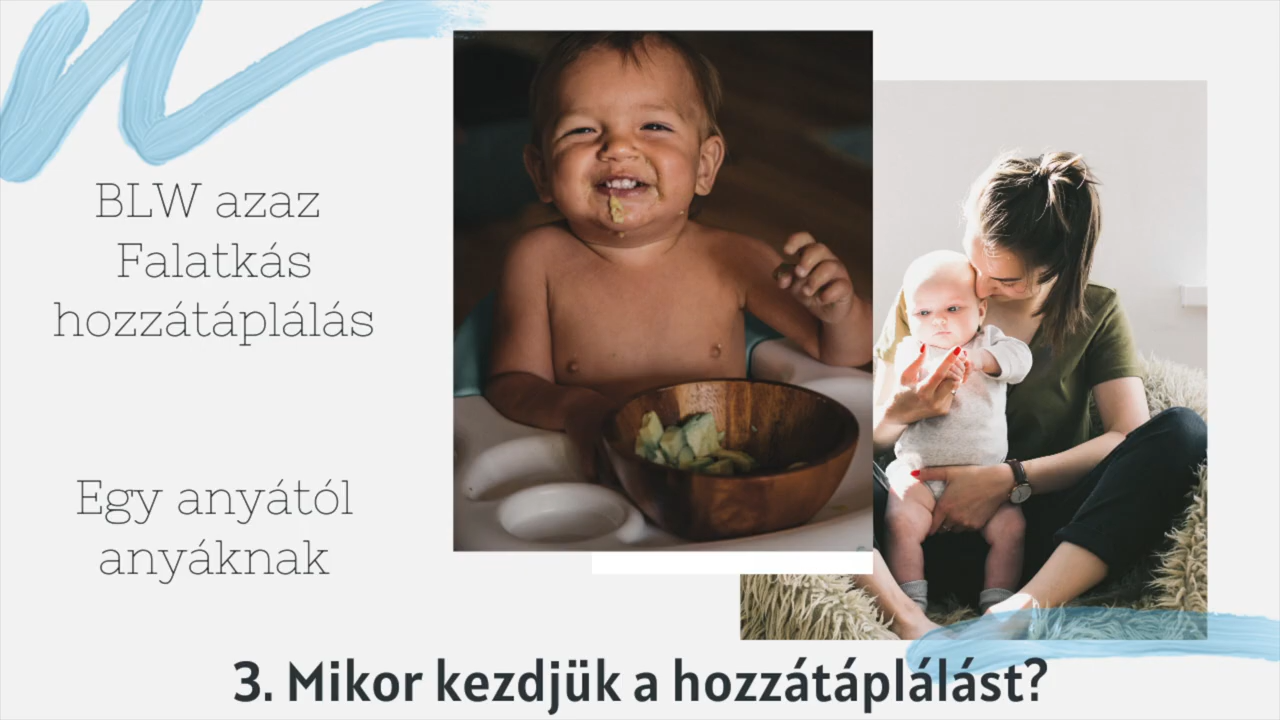 BLW azaz
Falatkás
hozzátáplálás
Egy anyától
anyáknak
3. Mikor kezdjük a hozzátáplálást?